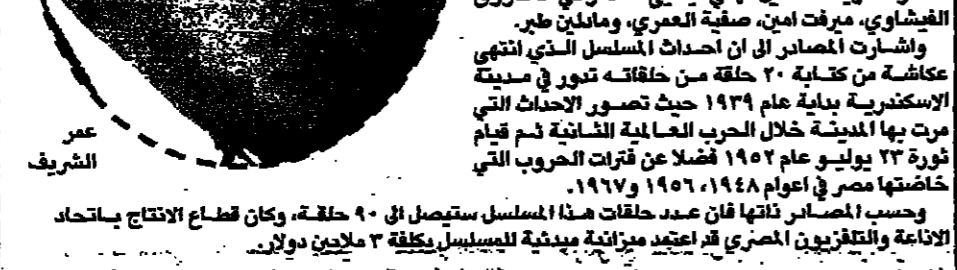 الفيشاوي، ميرفت امين، صفية العمري، ومادلين طبر.
واشارت المصادر الى ان احداث المسلسل الذي انتهى
عكاشة من كتابة ٢٠ حلقة من حلقاته تدور في مدينة
الاسكندرية بداية عام ١٩٣٩ حيث تصور الاحداث التي
مرت بها المدينة خلال الحرب العالمية الثانية ثم قيام
ثورة ٢٣ يوليو عام ١٩٥٢ فضلا عن فترات الحروب التي
خاضتها مصر في اعوام ١٩٤٨، ١٩٥٦ و١٩٦٧.
وحسب المصادر ذاتها فان عدد حلقات هذا المسلسل ستيصل الى ٩٠ حلقة، وكان قطاع الانتاج باتحاد
الاذاعة والتلفزيون المصري قد اعتمد ميزانية مبدئية للمسلسل بكلفة ٣ ملايين دولار.
عمر
الشريف